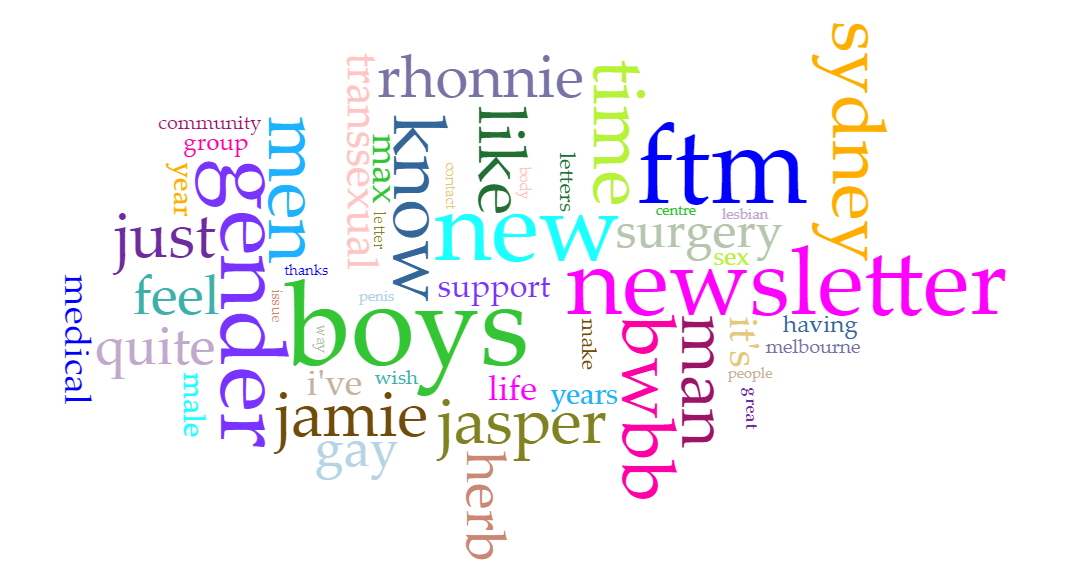 sydney
rhonnie
transsexual
time
like
know
community
group
men
max
ftm
contact
body
letters
year
gender
letter
centre
lesbian
just
new
surgery
sex
newsletter
thanks
feel
medical
support
issue
penis
boys
way
quite
make
bwbb
man
it's
having
melbourne
people
male
i've
wish
life
years
great
jamie
jasper
gay
herb